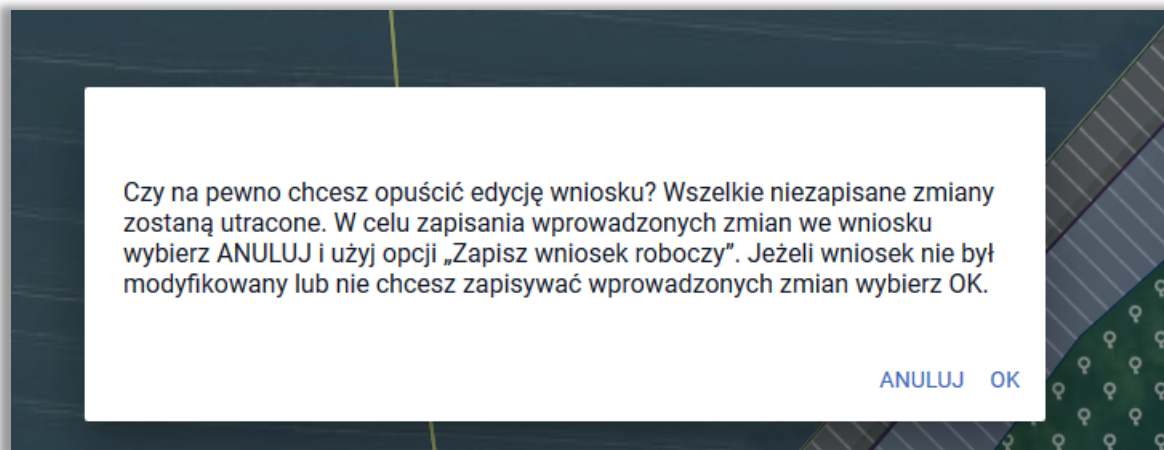 Czy na pewno chcesz opuścić edycję wniosku? Wszelkie niezapisane zmiany
zostaną utracone. W celu zapisania wprowadzonych zmian we wniosku
wybierz ANULUJ i użyj opcji „Zapisz wniosek roboczy”. Jeżeli wniosek nie był
modyfikowany lub nie chcesz zapisywać wprowadzonych zmian wybierz OK.
ANULUJ OK